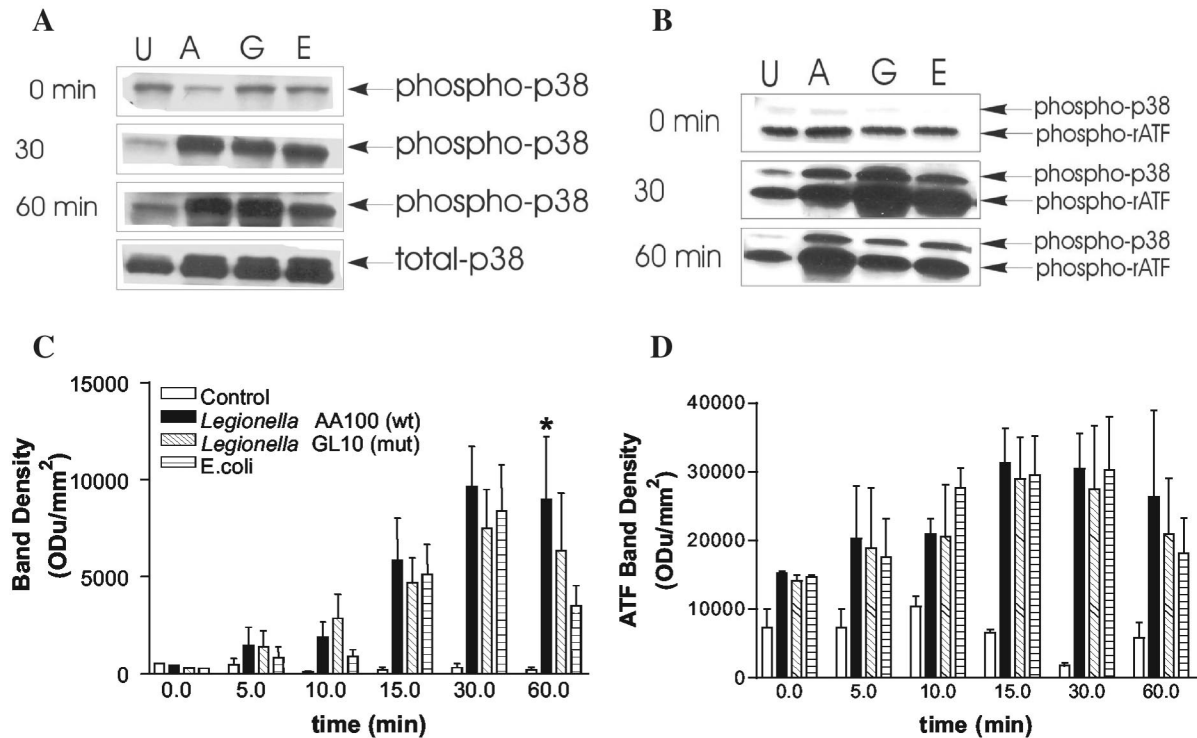 A
U A G E
0 min phospho-p38
30 phospho-p38
60 min phospho-p38
total-p38
B
U A G E
0 min phospho-p38
phospho-rATF
30 phospho-p38
phospho-rATF
60 min phospho-p38
phospho-rATF
C
Band Density
(ODu/mm²)
15000
10000
5000
0
Control
Legionella AA100 (wt)
Legionella GL10 (mut)
E.coli
*
0.0 5.0 10.0 15.0 30.0 60.0
time (min)
D
ATF Band Density
(ODu/mm²)
40000
30000
20000
10000
0
0.0 5.0 10.0 15.0 30.0 60.0
time (min)